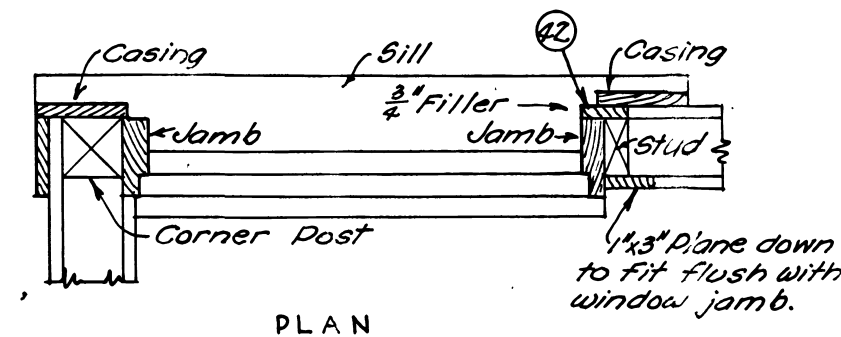 Casing
Sill
42
Casing
3/4" Filler
Jamb
Jamb
Stud
Corner Post
1"x3" Plane down
to fit flush with
window jamb.
PLAN